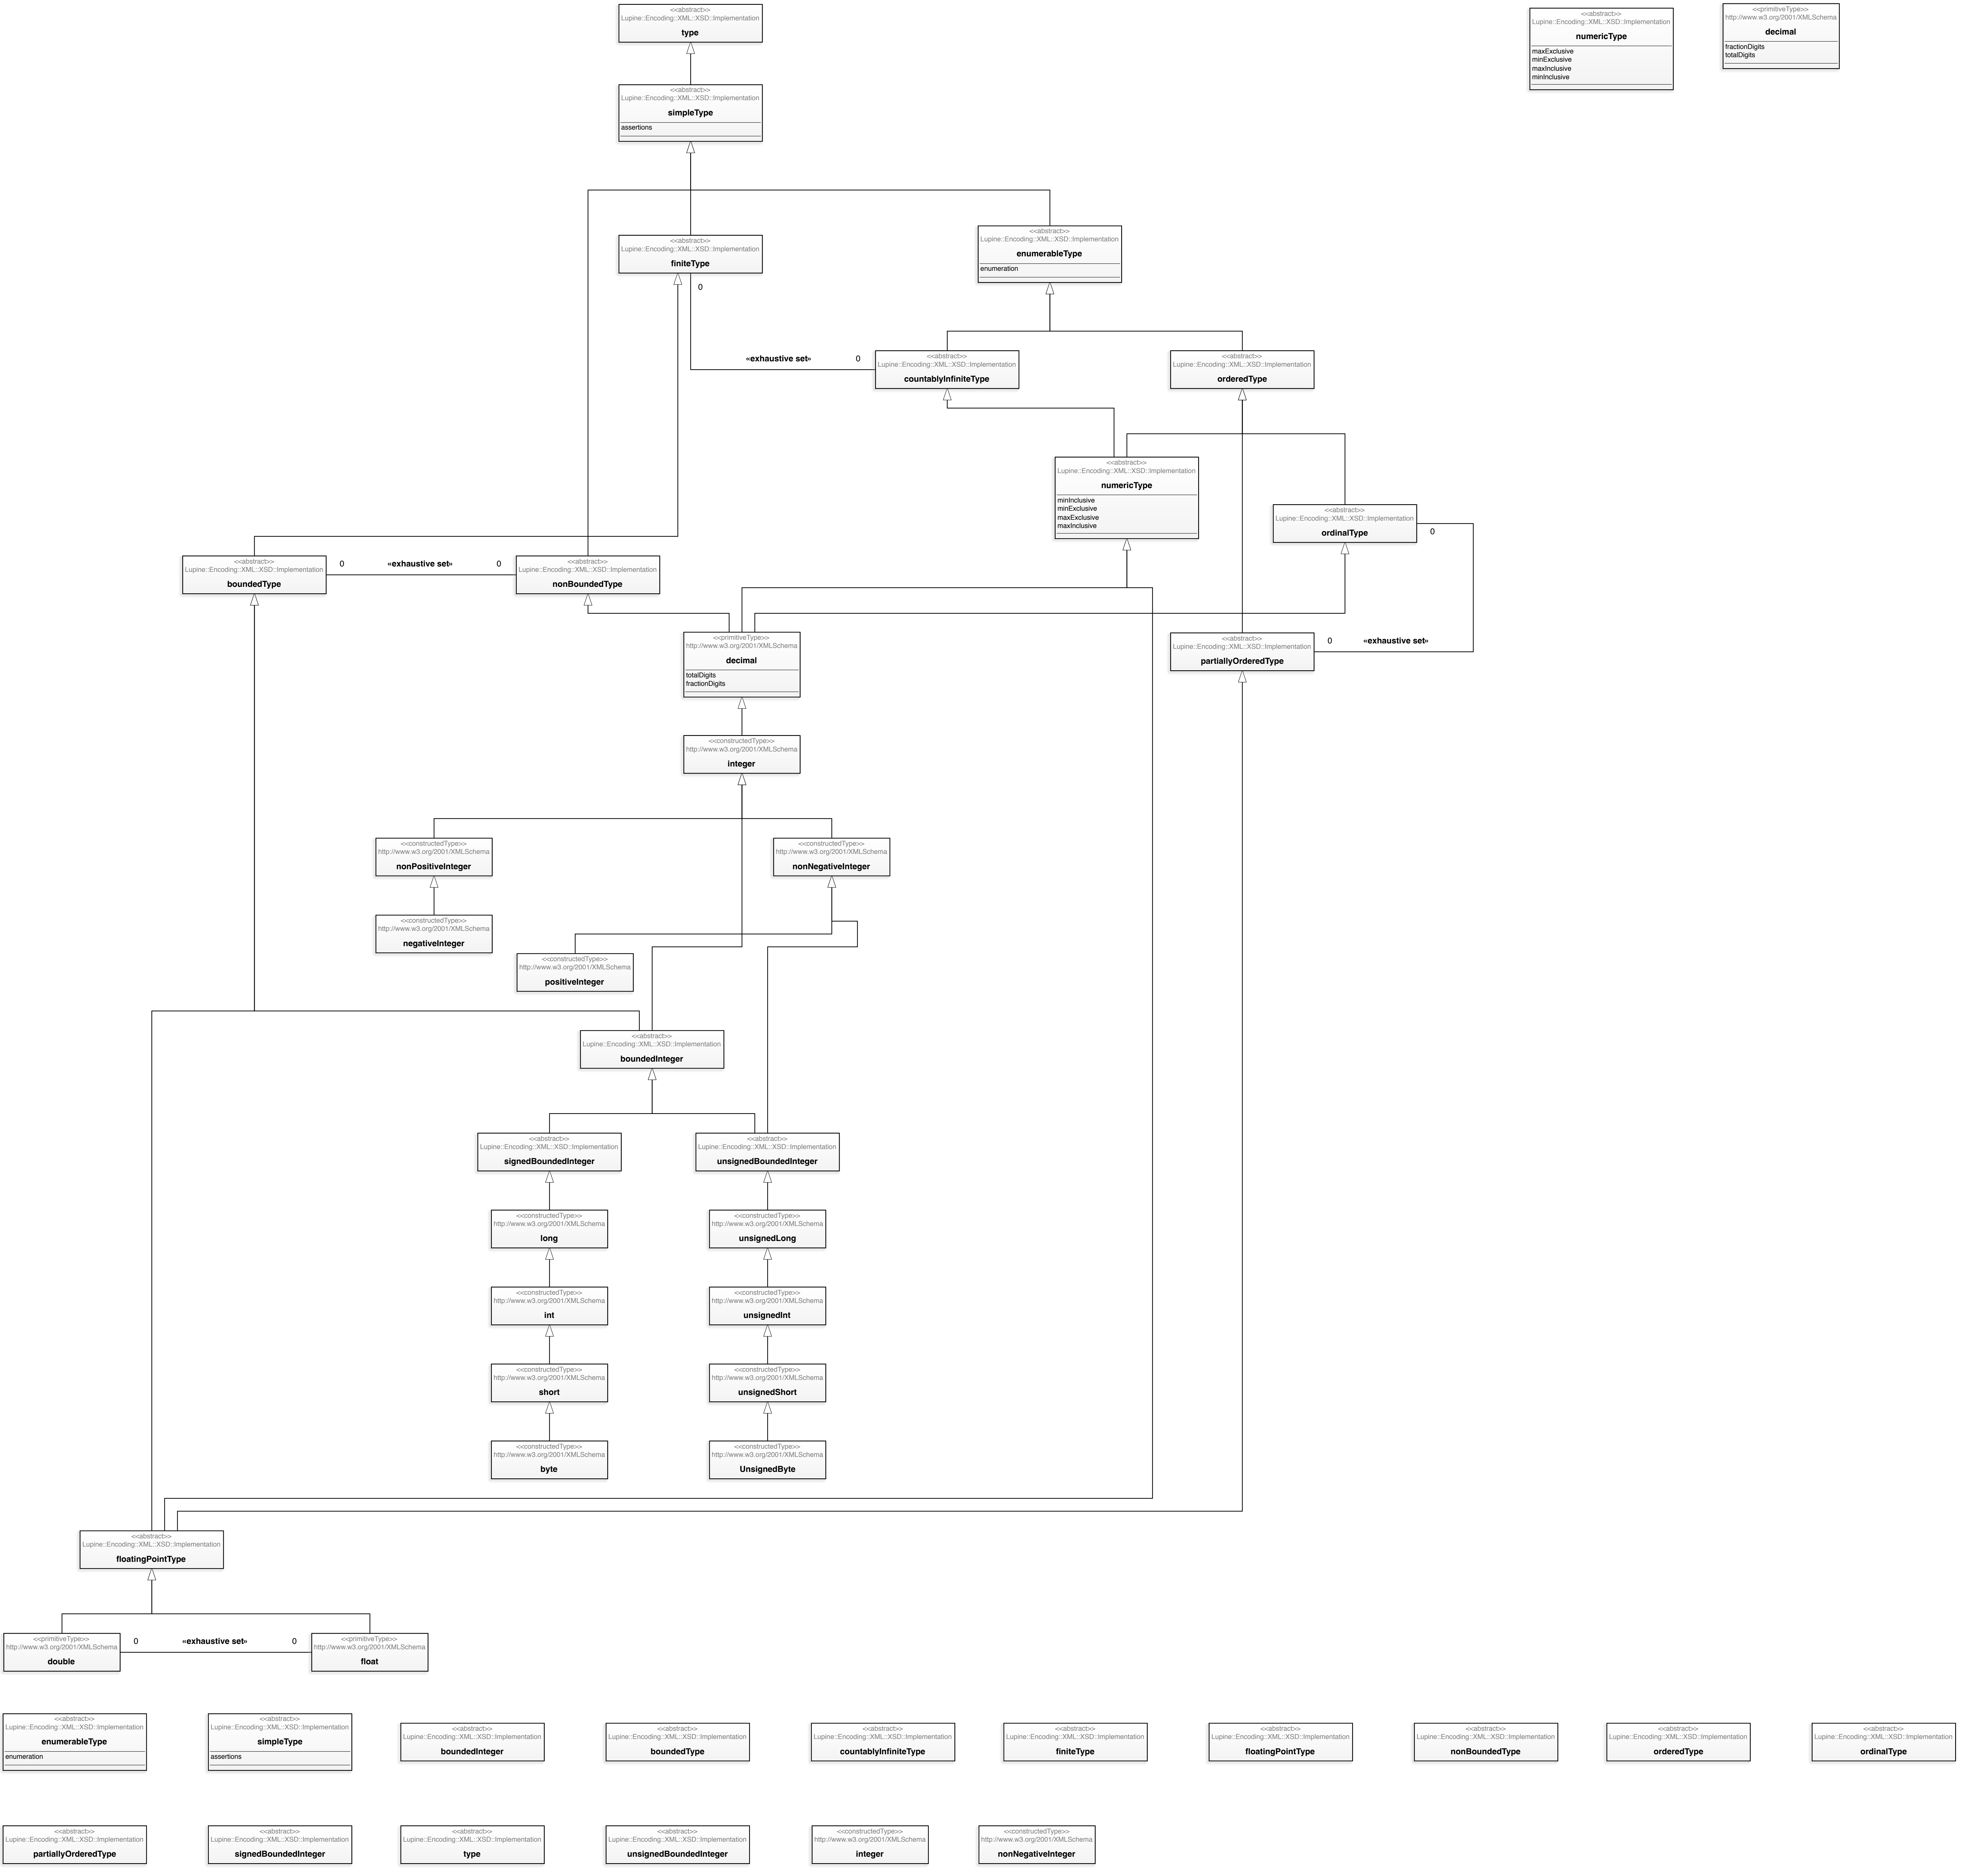 <<abstract>>
Lupine::Encoding::XML::XSD::Implementation
type
<<abstract>>
Lupine::Encoding::XML::XSD::Implementation
numericType
maxExclusive
minExclusive
maxInclusive
minInclusive
<<primitiveType>>
http://www.w3.org/2001/XMLSchema
decimal
fractionDigits
totalDigits
<<abstract>>
Lupine::Encoding::XML::XSD::Implementation
simpleType
assertions
<<abstract>>
Lupine::Encoding::XML::XSD::Implementation
finiteType
0
<<abstract>>
Lupine::Encoding::XML::XSD::Implementation
enumerableType
enumeration
«exhaustive set»
0
<<abstract>>
Lupine::Encoding::XML::XSD::Implementation
countablyInfiniteType
<<abstract>>
Lupine::Encoding::XML::XSD::Implementation
orderedType
<<abstract>>
Lupine::Encoding::XML::XSD::Implementation
numericType
minInclusive
minExclusive
maxExclusive
maxInclusive
<<abstract>>
Lupine::Encoding::XML::XSD::Implementation
ordinalType
0
<<abstract>>
Lupine::Encoding::XML::XSD::Implementation
boundedType
0
«exhaustive set»
0
<<abstract>>
Lupine::Encoding::XML::XSD::Implementation
nonBoundedType
<<primitiveType>>
http://www.w3.org/2001/XMLSchema
decimal
totalDigits
fractionDigits
<<abstract>>
Lupine::Encoding::XML::XSD::Implementation
partiallyOrderedType
0
«exhaustive set»
<<constructedType>>
http://www.w3.org/2001/XMLSchema
integer
<<constructedType>>
http://www.w3.org/2001/XMLSchema
nonPositiveInteger
<<constructedType>>
http://www.w3.org/2001/XMLSchema
nonNegativeInteger
<<constructedType>>
http://www.w3.org/2001/XMLSchema
negativeInteger
<<constructedType>>
http://www.w3.org/2001/XMLSchema
positiveInteger
<<abstract>>
Lupine::Encoding::XML::XSD::Implementation
boundedInteger
<<abstract>>
Lupine::Encoding::XML::XSD::Implementation
signedBoundedInteger
<<abstract>>
Lupine::Encoding::XML::XSD::Implementation
unsignedBoundedInteger
<<constructedType>>
http://www.w3.org/2001/XMLSchema
long
<<constructedType>>
http://www.w3.org/2001/XMLSchema
unsignedLong
<<constructedType>>
http://www.w3.org/2001/XMLSchema
int
<<constructedType>>
http://www.w3.org/2001/XMLSchema
unsignedInt
<<constructedType>>
http://www.w3.org/2001/XMLSchema
short
<<constructedType>>
http://www.w3.org/2001/XMLSchema
unsignedShort
<<constructedType>>
http://www.w3.org/2001/XMLSchema
byte
<<constructedType>>
http://www.w3.org/2001/XMLSchema
UnsignedByte
<<abstract>>
Lupine::Encoding::XML::XSD::Implementation
floatingPointType
<<primitiveType>>
http://www.w3.org/2001/XMLSchema
double
0
«exhaustive set»
0
<<primitiveType>>
http://www.w3.org/2001/XMLSchema
float
<<abstract>>
Lupine::Encoding::XML::XSD::Implementation
enumerableType
enumeration
<<abstract>>
Lupine::Encoding::XML::XSD::Implementation
simpleType
assertions
<<abstract>>
Lupine::Encoding::XML::XSD::Implementation
boundedInteger
<<abstract>>
Lupine::Encoding::XML::XSD::Implementation
boundedType
<<abstract>>
Lupine::Encoding::XML::XSD::Implementation
countablyInfiniteType
<<abstract>>
Lupine::Encoding::XML::XSD::Implementation
finiteType
<<abstract>>
Lupine::Encoding::XML::XSD::Implementation
floatingPointType
<<abstract>>
Lupine::Encoding::XML::XSD::Implementation
nonBoundedType
<<abstract>>
Lupine::Encoding::XML::XSD::Implementation
orderedType
<<abstract>>
Lupine::Encoding::XML::XSD::Implementation
ordinalType
<<abstract>>
Lupine::Encoding::XML::XSD::Implementation
partiallyOrderedType
<<abstract>>
Lupine::Encoding::XML::XSD::Implementation
signedBoundedInteger
<<abstract>>
Lupine::Encoding::XML::XSD::Implementation
type
<<abstract>>
Lupine::Encoding::XML::XSD::Implementation
unsignedBoundedInteger
<<constructedType>>
http://www.w3.org/2001/XMLSchema
integer
<<constructedType>>
http://www.w3.org/2001/XMLSchema
nonNegativeInteger